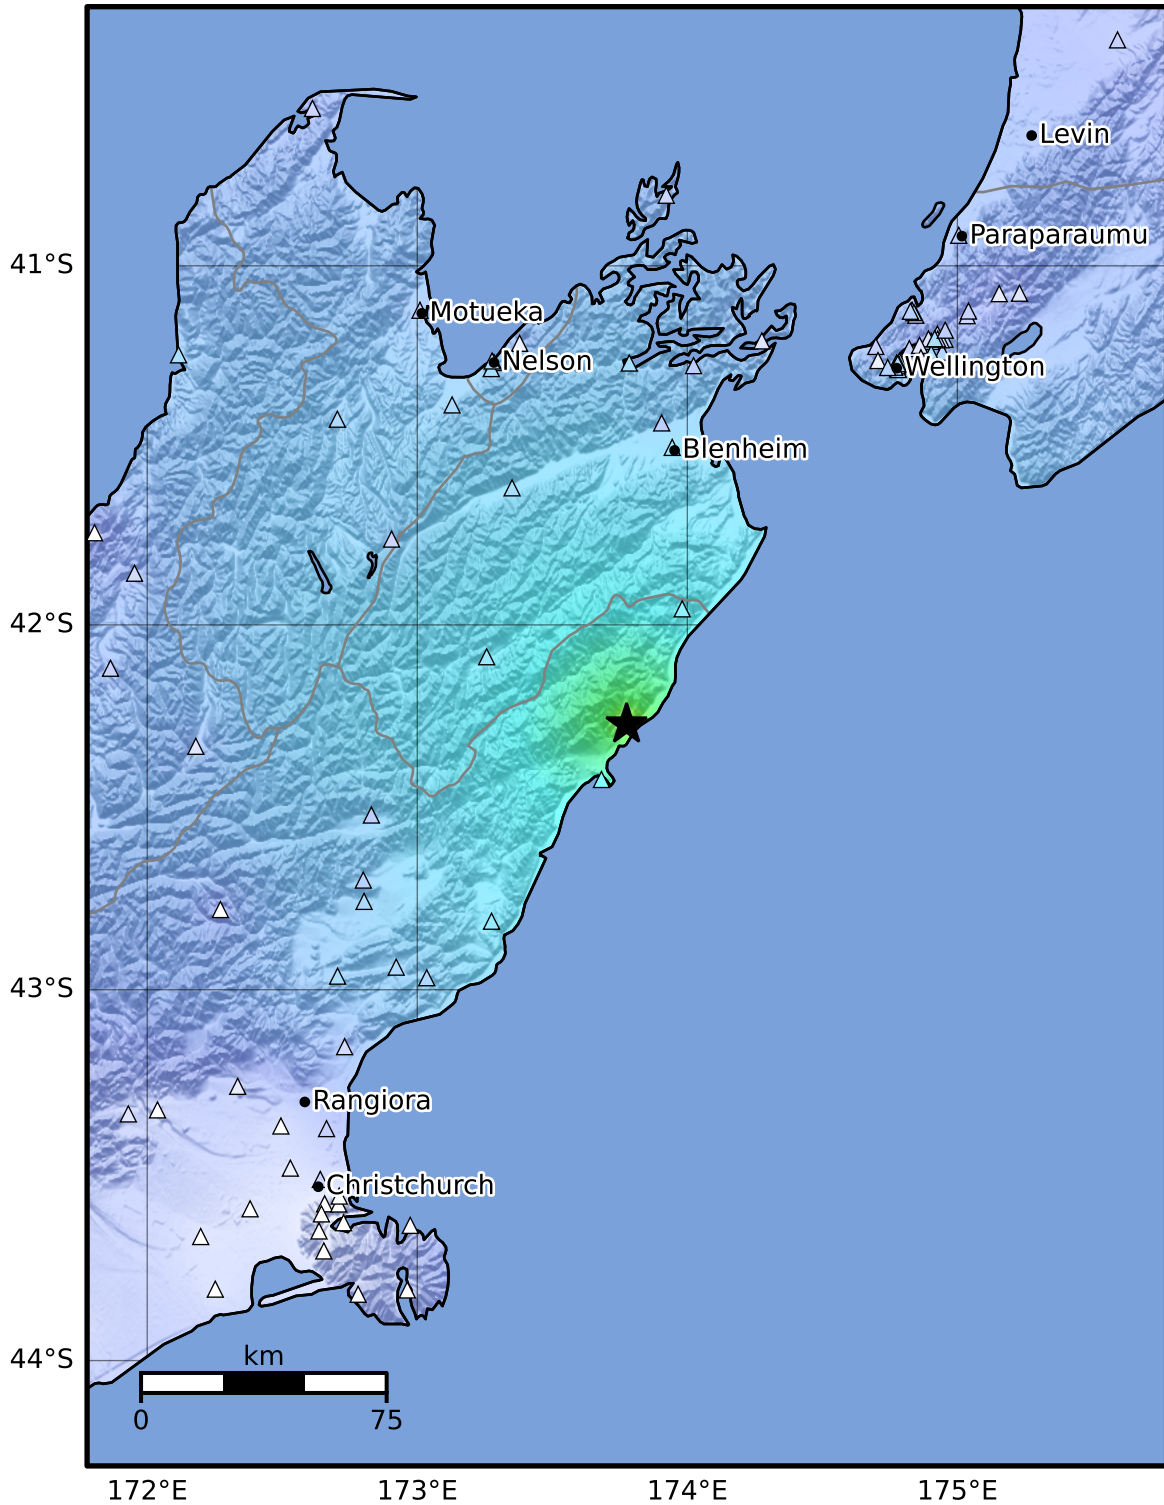 Levin
Paraparaumu
41°S
Motueka
Nelson
Wellington
Blenheim
42°S
43°S
Rangiora
Christchurch
44°S
km
0 75
172°E 173°E 174°E 175°E